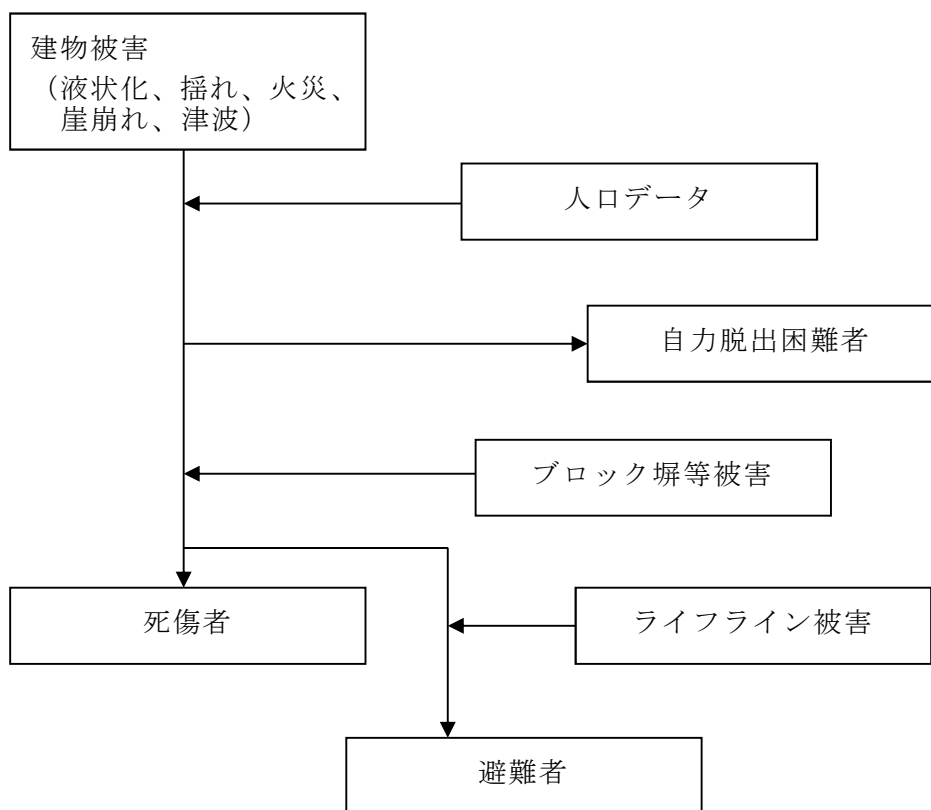 建物被害
（液状化、揺れ、火災、
崖崩れ、津波）
人口データ
自力脱出困難者
ブロック塀等被害
死傷者
ライフライン被害
避難者